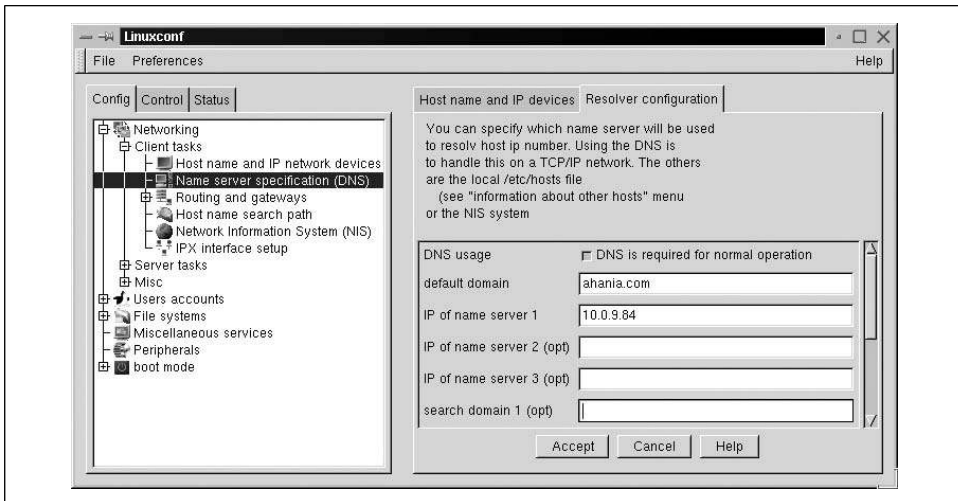 Linuxconf
File Preferences Help
Config Control Status
Networking
Client tasks
Host name and IP network devices
Name server specification (DNS)
Routing and gateways
Host name search path
Network Information System (NIS)
IPX interface setup
Server tasks
Misc
Users accounts
File systems
Miscellaneous services
Peripherals
boot mode
Host name and IP devices Resolver configuration
You can specify which name server will be used
to resolv host ip number. Using the DNS is
to handle this on a TCP/IP network. The others
are the local /etc/hosts file
(see "information about other hosts" menu
or the NIS system
DNS usage DNS is required for normal operation
default domain ahania.com
IP of name server 1 10.0.9.84
IP of name server 2 (opt)
IP of name server 3 (opt)
search domain 1 (opt)
Accept Cancel Help